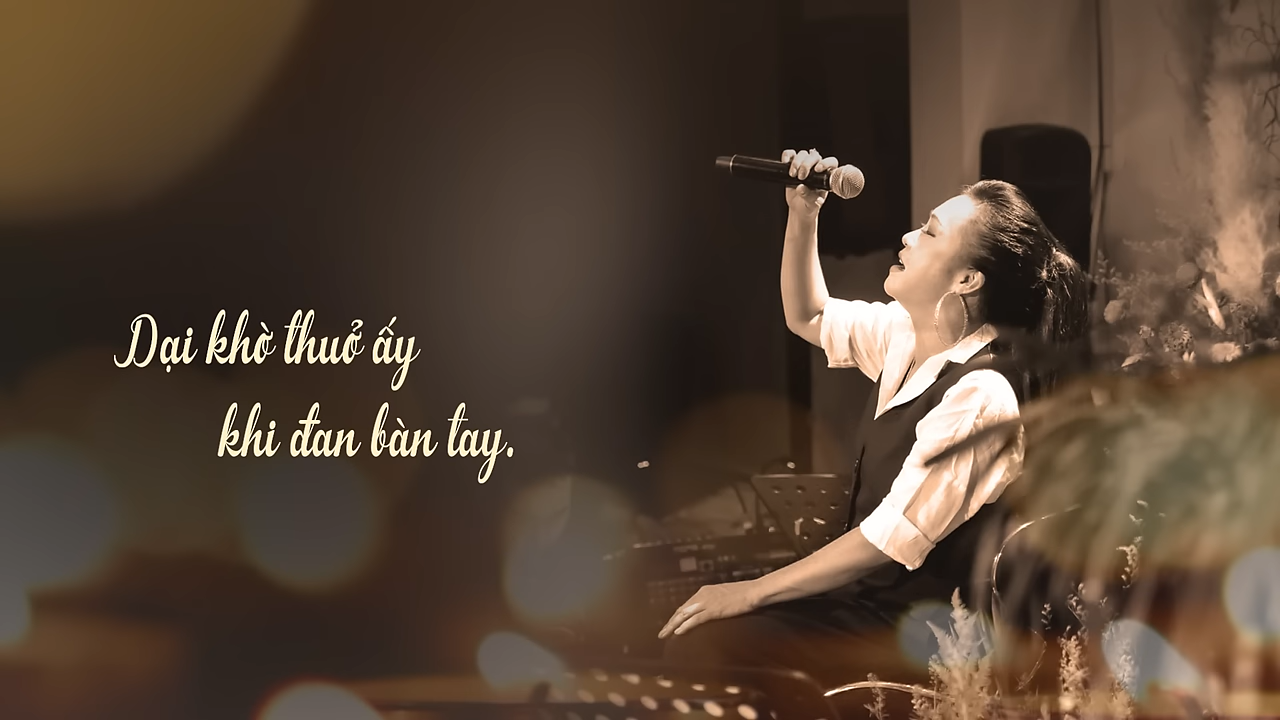 Dại khờ thuở ấy
khi đan bàn tay.